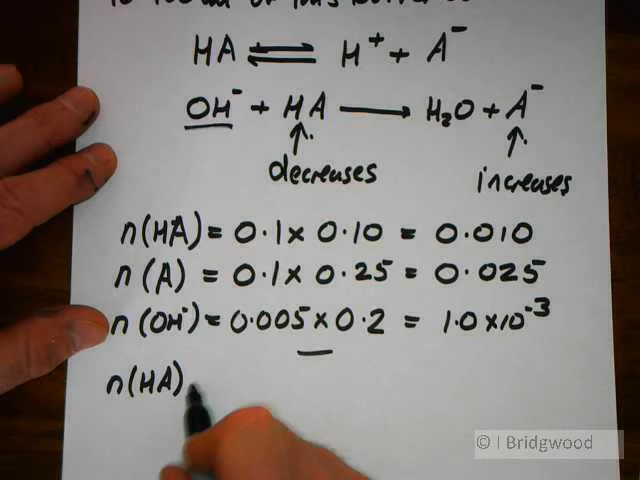 HA ⇌ H⁺ + A⁻
OH⁻ + HA → H₂O + A⁻
decreases
increases
n(HA) = 0.1 × 0.10 = 0.010
n(A) = 0.1 × 0.25 = 0.025
n(OH⁻) = 0.005 × 0.2 = 1.0 × 10⁻³
n(HA)
© I Bridgwood